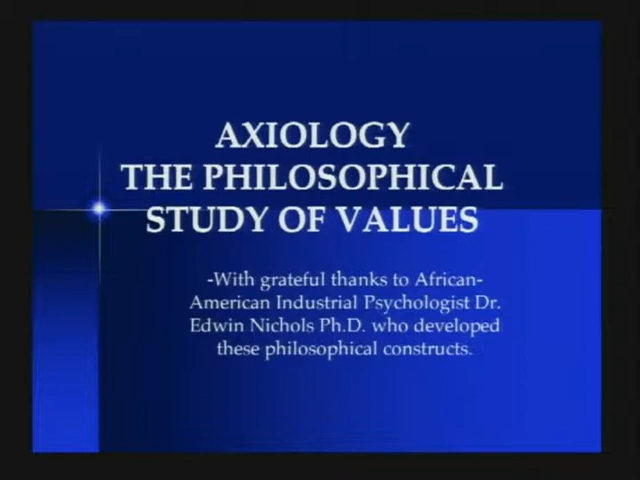 AXIOLOGY
THE PHILOSOPHICAL
STUDY OF VALUES
-With grateful thanks to African-
American Industrial Psychologist Dr.
Edwin Nichols Ph.D. who developed
these philosophical constructs.